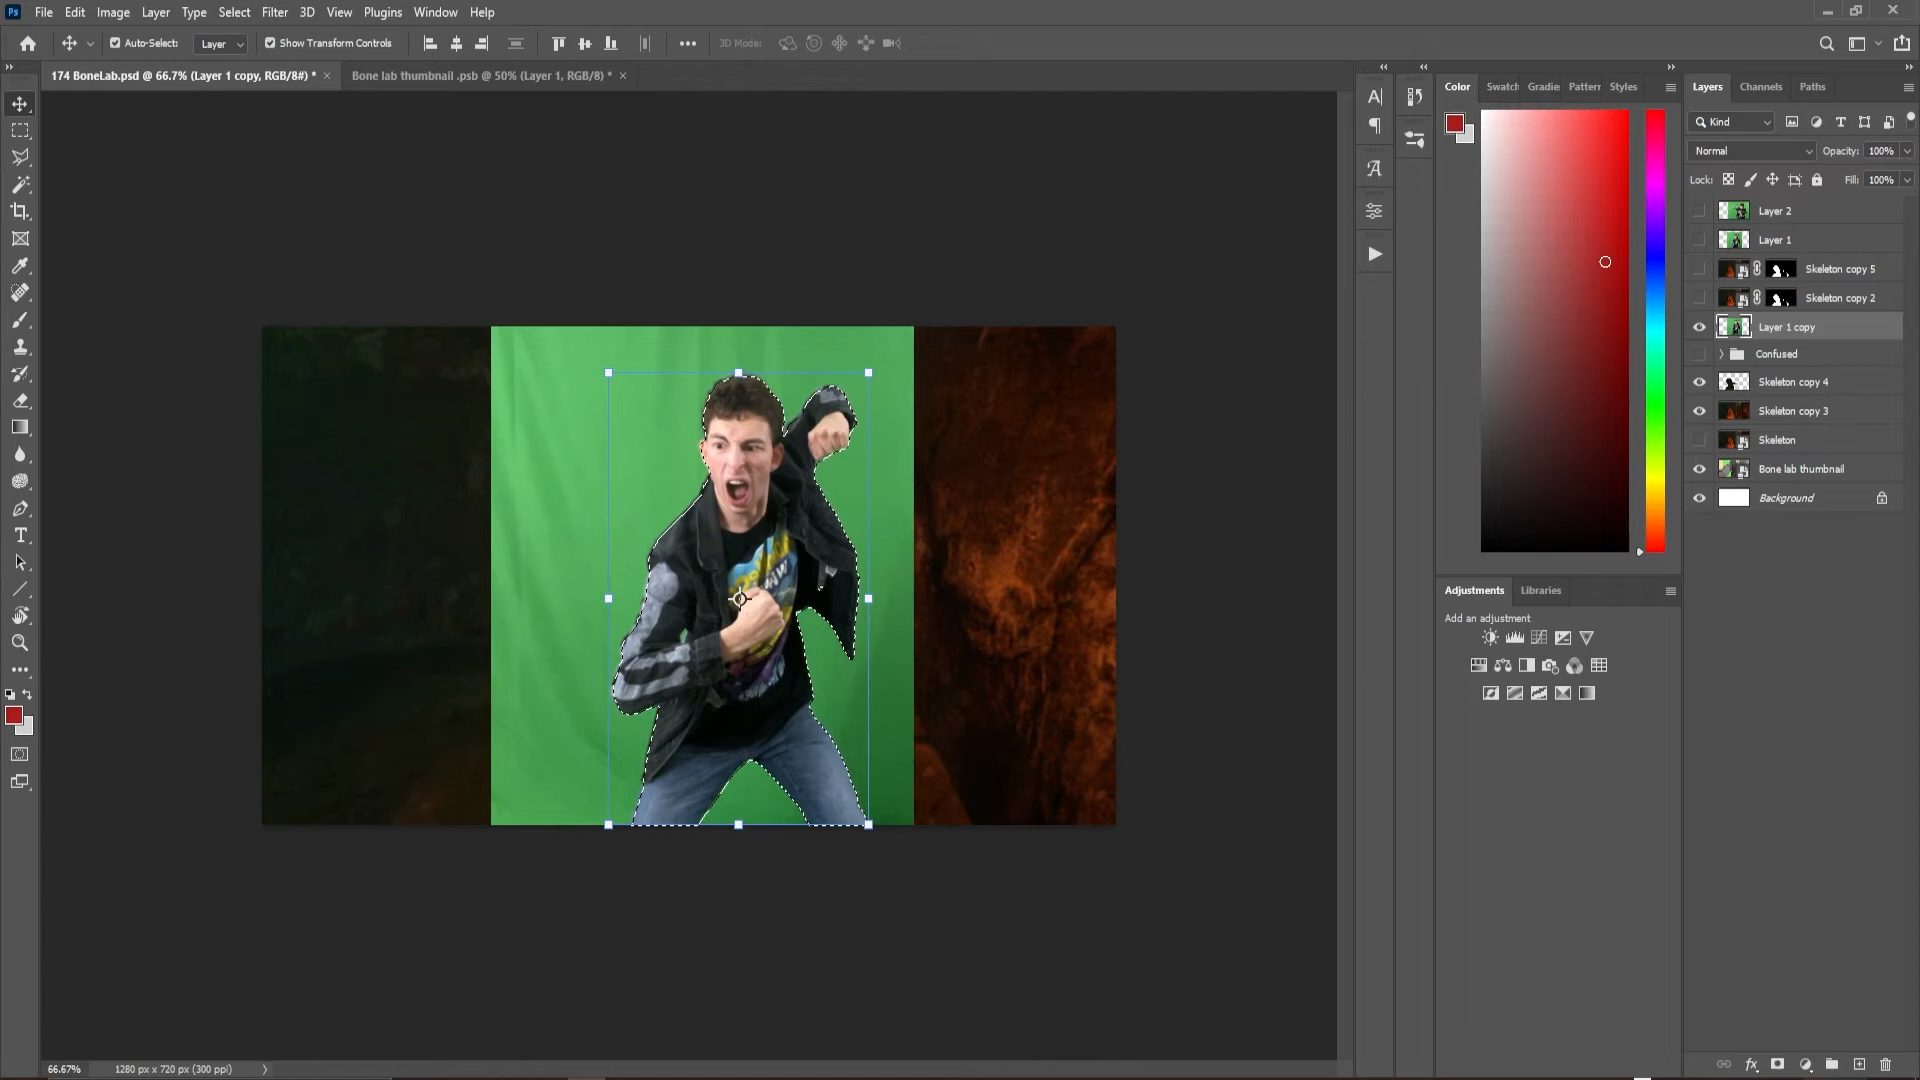 Ps File Edit Image Layer Type Select Filter 3D View Plugins Window Help
Auto-Select: Layer Show Transform Controls 3D Mode:
174 BoneLab.psd @ 66.7% (Layer 1 copy, RGB/8#) * × Bone lab thumbnail .psb @ 50% (Layer 1, RGB/8) * ×
Color Swatch Gradie Patterr Styles
Layers Channels Paths
Kind
Normal Opacity: 100%
Lock: Fill: 100%
Layer 2
Layer 1
Skeleton copy 5
Skeleton copy 2
Layer 1 copy
Confused
Skeleton copy 4
Skeleton copy 3
Skeleton
Bone lab thumbnail
Background
Adjustments Libraries
Add an adjustment
66.67% 1280 px x 720 px (300 ppi)